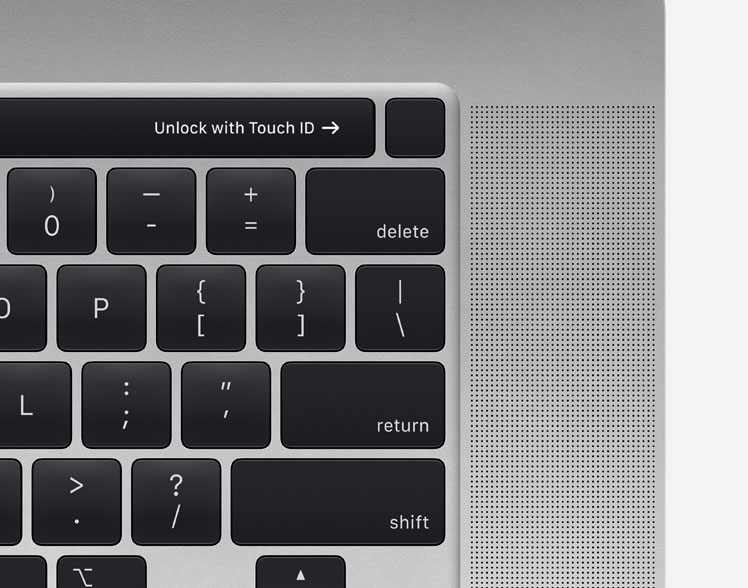 Unlock with Touch ID →
) — +
0 - = delete
O P { } |
[ ] \
: "
L ; ' return
> ?
. / shift
⌥ ▲